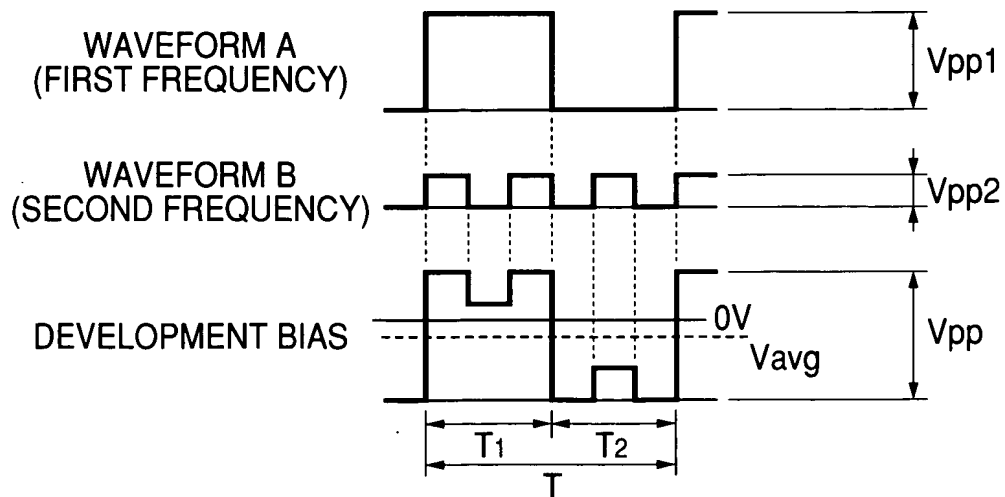 WAVEFORM A
(FIRST FREQUENCY)
Vpp1
WAVEFORM B
(SECOND FREQUENCY)
Vpp2
DEVELOPMENT BIAS
0V
Vavg
Vpp
T1
T2
T